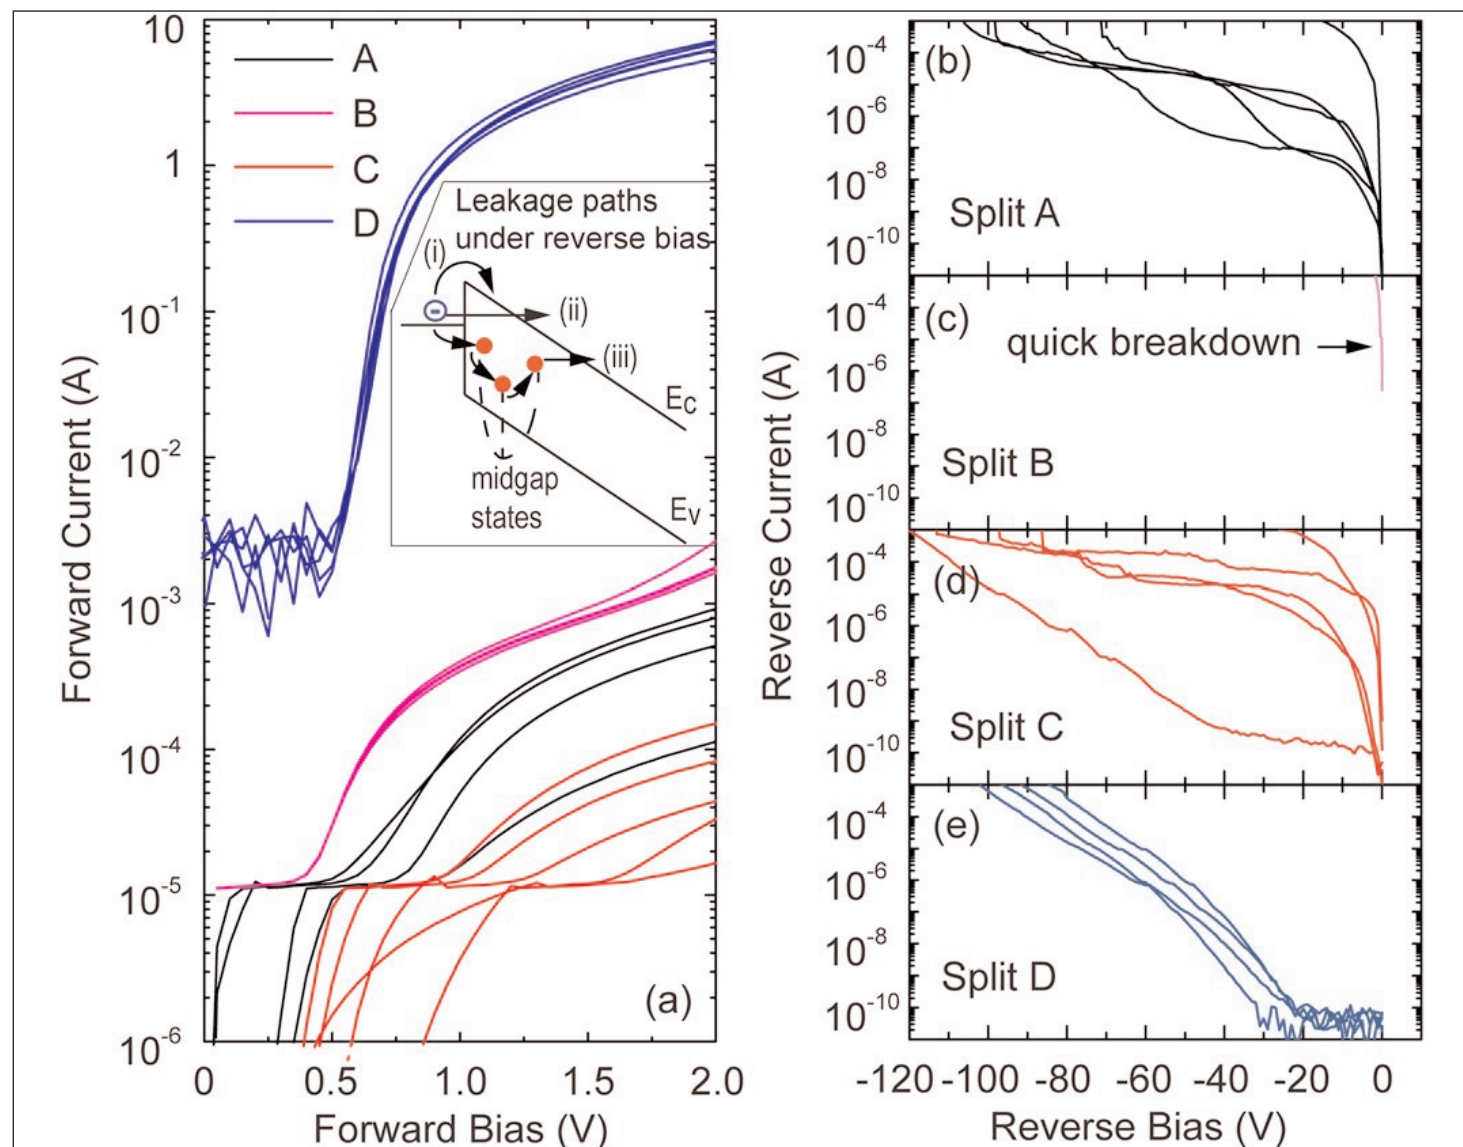 Forward Current (A)
10
1
10⁻¹
10⁻²
10⁻³
10⁻⁴
10⁻⁵
10⁻⁶
A
B
C
D
Leakage paths
under reverse bias
(i)
(ii)
(iii)
E_C
midgap
states
E_V
(a)
0 0.5 1.0 1.5 2.0
Forward Bias (V)
Reverse Current (A)
10⁻⁴
10⁻⁶
10⁻⁸
10⁻¹⁰
(b)
Split A
10⁻⁴
10⁻⁶
10⁻⁸
10⁻¹⁰
(c)
quick breakdown
Split B
10⁻⁴
10⁻⁶
10⁻⁸
10⁻¹⁰
(d)
Split C
10⁻⁴
10⁻⁶
10⁻⁸
10⁻¹⁰
(e)
Split D
-120 -100 -80 -60 -40 -20 0
Reverse Bias (V)